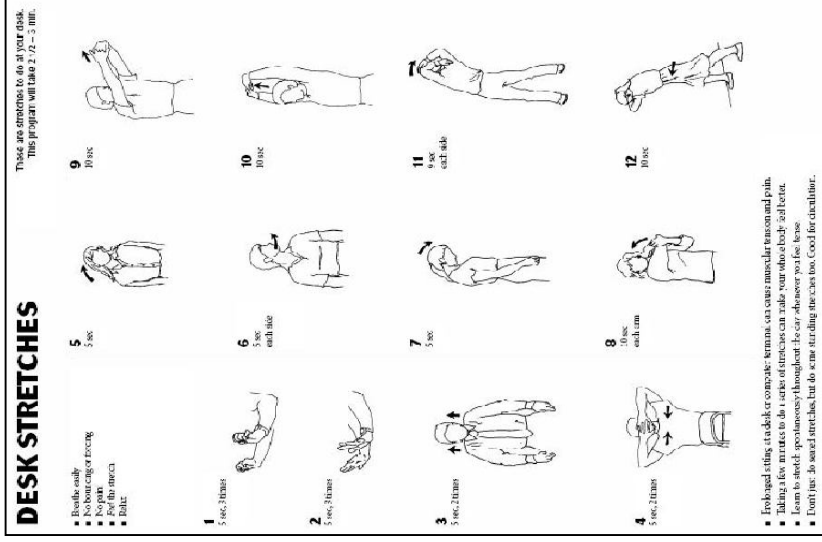 DESK STRETCHES
These are stretches to do at your desk.
This program will take 2 1/2 – 3 min.
■ Breathe easily
■ No bouncing or forcing
■ No pain
■ Feel the stretch
■ Relax
1
5 sec, 3 times
2
5 sec, 3 times
3
5 sec, 2 times
4
5 sec, 2 times
5
5 sec
6
5 sec
each side
7
5 sec
8
10 sec
each arm
9
10 sec
10
10 sec
11
9 sec
each side
12
10 sec
■ Prolonged sitting at a desk or computer terminal can cause muscular tension and pain.
■ Taking a few minutes to do a series of stretches can make your whole body feel better.
■ Learn to stretch spontaneously throughout the day whenever you feel tense.
■ Don't just do seated stretches, but do some standing stretches too. Good for circulation.